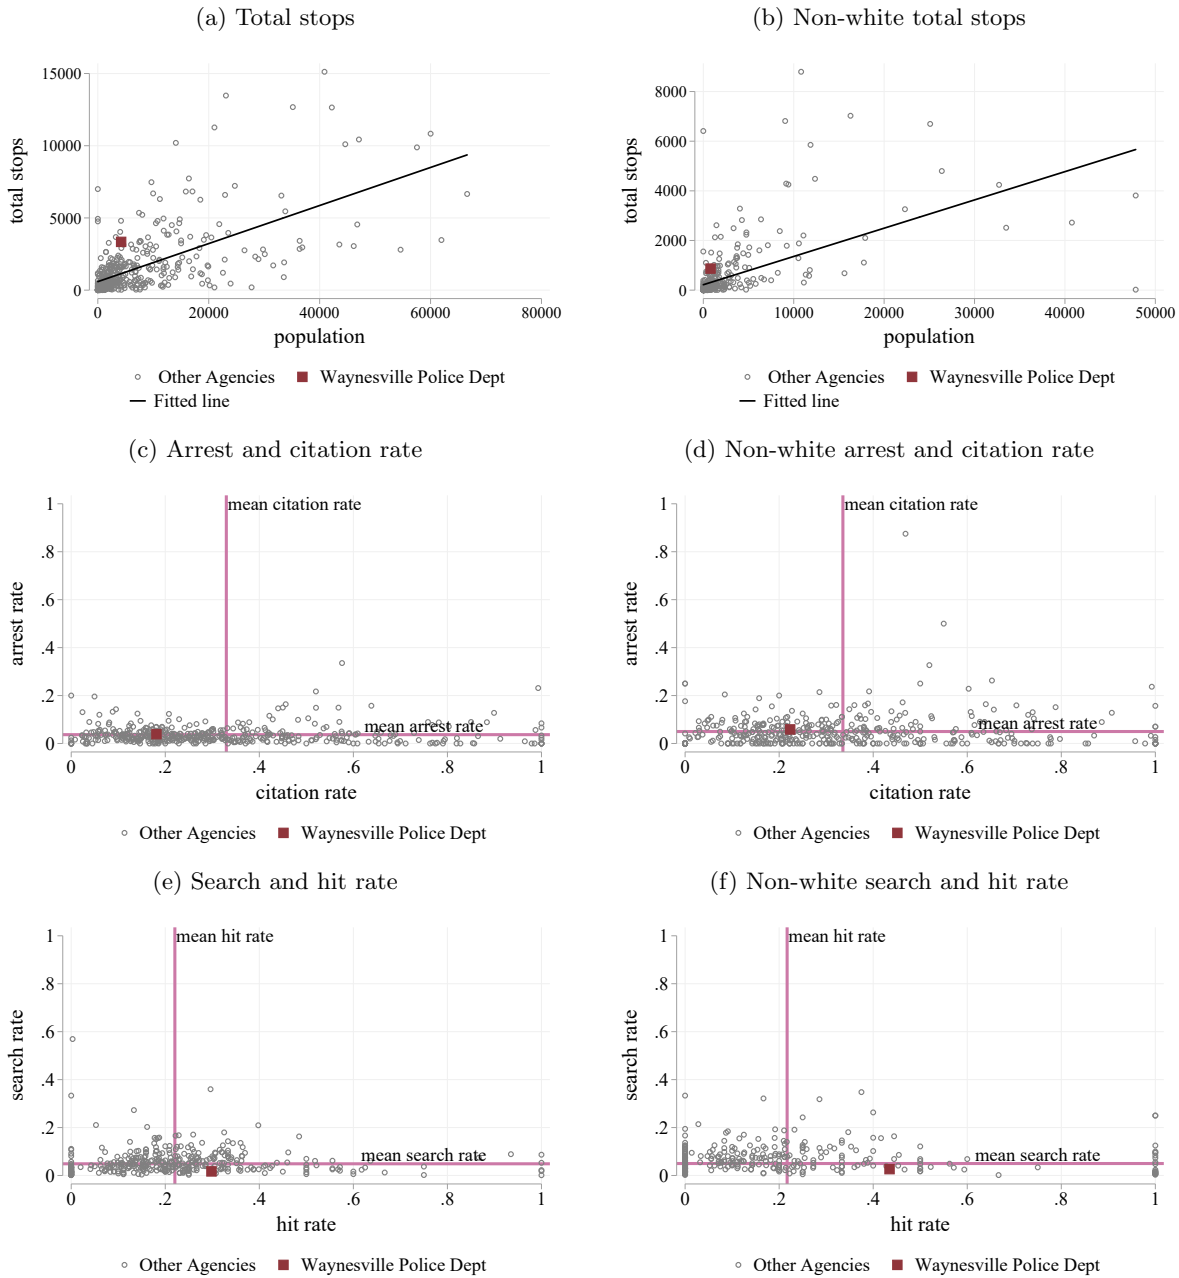 (a) Total stops
(b) Non-white total stops
total stops
15000
10000
5000
0
0 20000 40000 60000 80000
population
Other Agencies Waynesville Police Dept
Fitted line
total stops
8000
6000
4000
2000
0
0 10000 20000 30000 40000 50000
population
Other Agencies Waynesville Police Dept
Fitted line
(c) Arrest and citation rate
(d) Non-white arrest and citation rate
arrest rate
1
.8
.6
.4
.2
0
mean citation rate
mean arrest rate
0 .2 .4 .6 .8 1
citation rate
Other Agencies Waynesville Police Dept
arrest rate
1
.8
.6
.4
.2
0
mean citation rate
mean arrest rate
0 .2 .4 .6 .8 1
citation rate
Other Agencies Waynesville Police Dept
(e) Search and hit rate
(f) Non-white search and hit rate
search rate
1
.8
.6
.4
.2
0
mean hit rate
mean search rate
0 .2 .4 .6 .8 1
hit rate
Other Agencies Waynesville Police Dept
search rate
1
.8
.6
.4
.2
0
mean hit rate
mean search rate
0 .2 .4 .6 .8 1
hit rate
Other Agencies Waynesville Police Dept